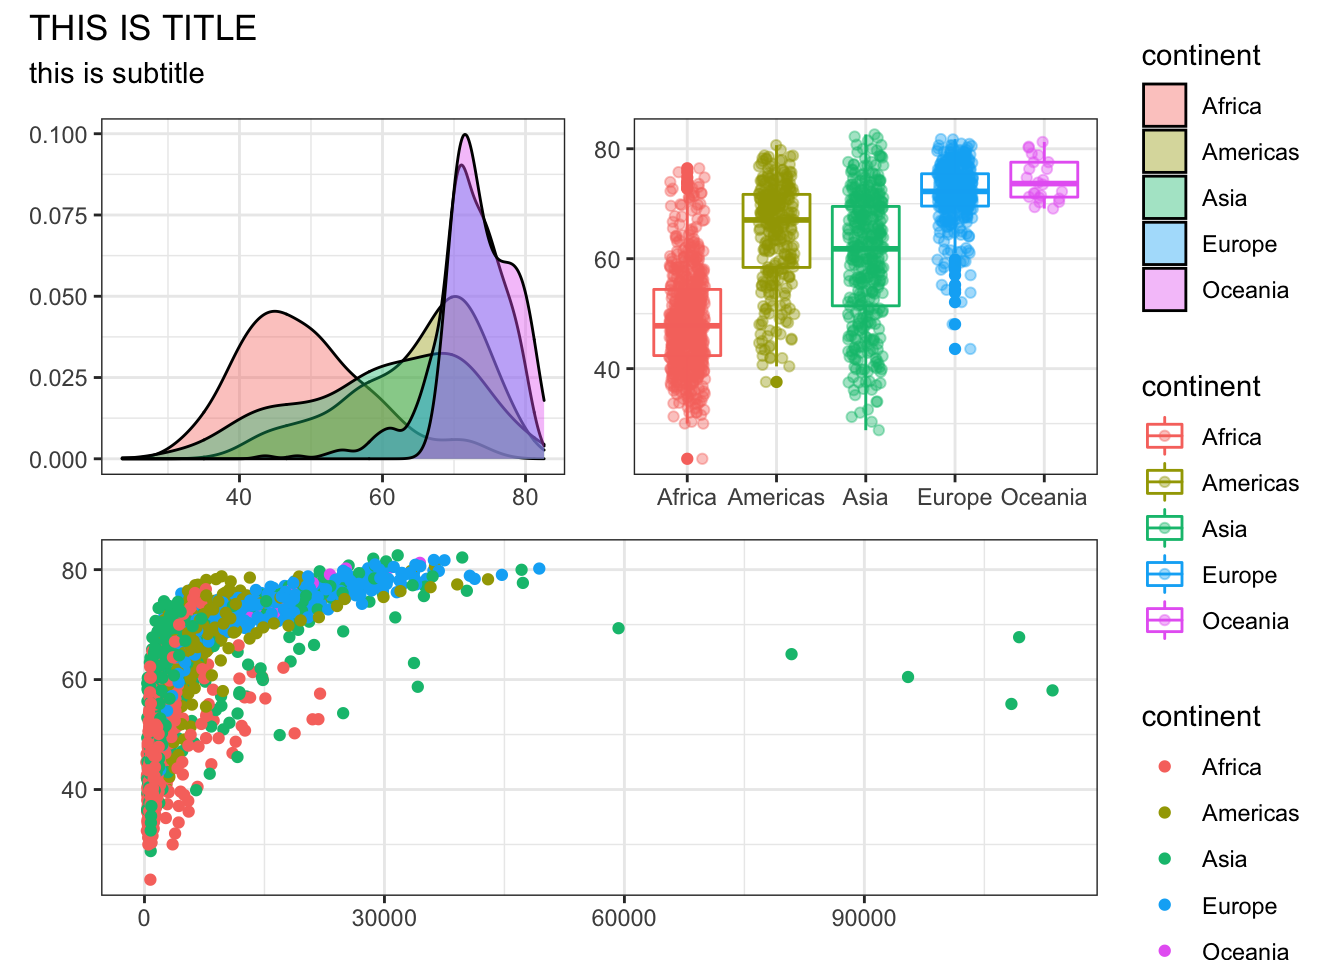 THIS IS TITLE
this is subtitle
0.100
0.075
0.050
0.025
0.000
40 60 80
80
60
40
Africa Americas Asia Europe Oceania
80
60
40
0 30000 60000 90000
continent
Africa
Americas
Asia
Europe
Oceania
continent
Africa
Americas
Asia
Europe
Oceania
continent
Africa
Americas
Asia
Europe
Oceania